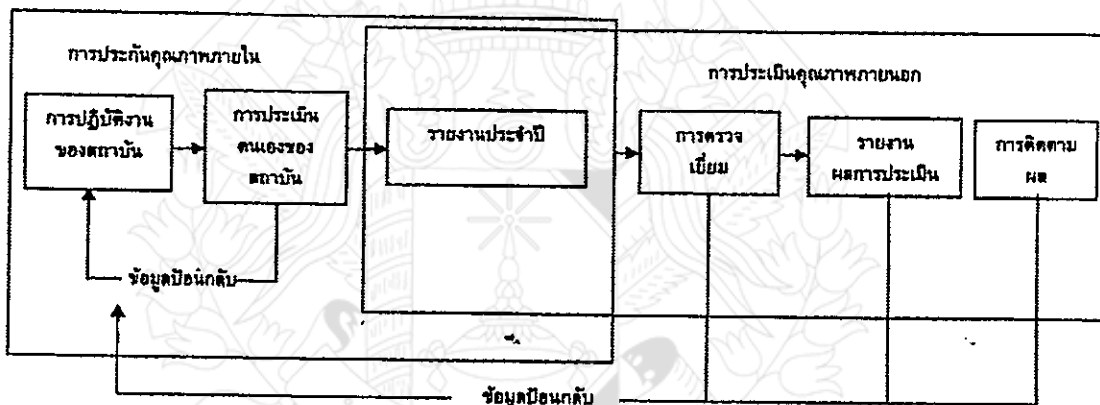 การประกันคุณภาพภายใน
การประเมินคุณภาพภายนอก
การปฏิบัติงาน
ของสถาบัน
การประเมิน
ตนเองของ
สถาบัน
รายงานประจำปี
การตรวจ
เยี่ยม
รายงาน
ผลการประเมิน
การติดตาม
ผล
ข้อมูลป้อนกลับ
ข้อมูลป้อนกลับ